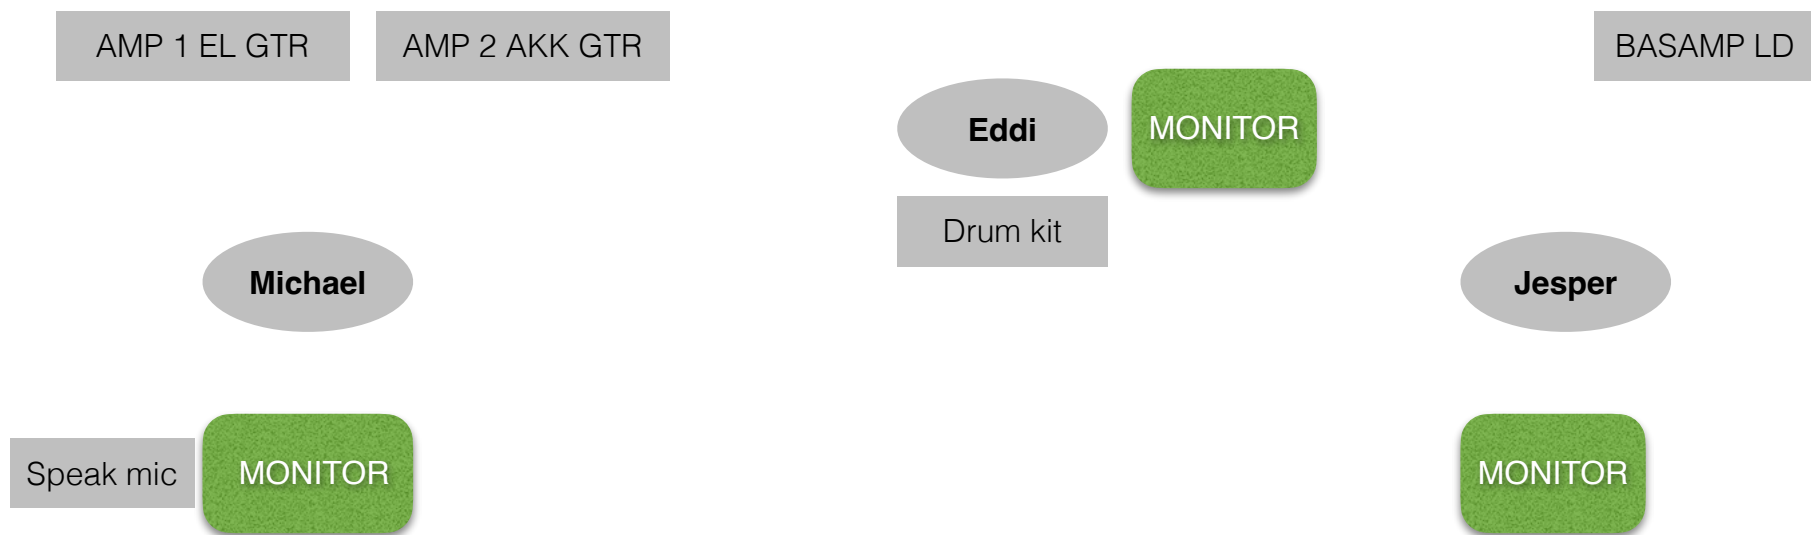 AMP 1 EL GTR
AMP 2 AKK GTR
BASAMP LD
Eddi
MONITOR
Drum kit
Michael
Jesper
Speak mic
MONITOR
MONITOR